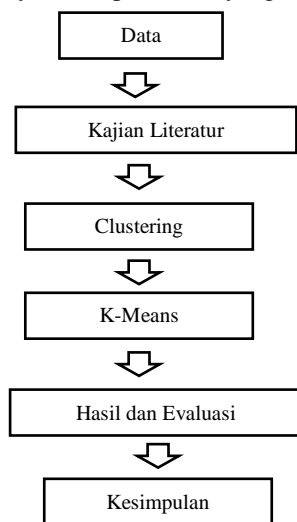 Data
Kajian Literatur
Clustering
K-Means
Hasil dan Evaluasi
Kesimpulan